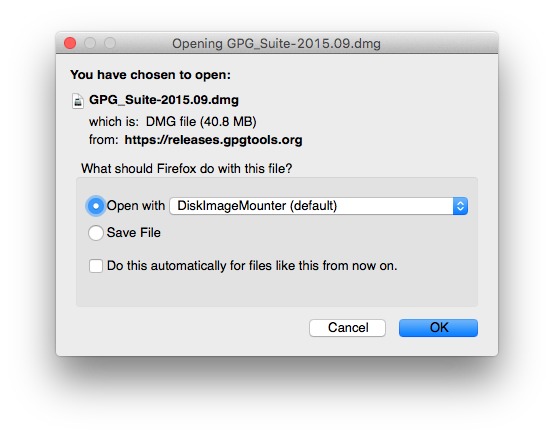 Opening GPG_Suite-2015.09.dmg
You have chosen to open:
GPG_Suite-2015.09.dmg
which is: DMG file (40.8 MB)
from: https://releases.gpgtools.org
What should Firefox do with this file?
Open with DiskImageMounter (default)
Save File
Do this automatically for files like this from now on.
Cancel OK